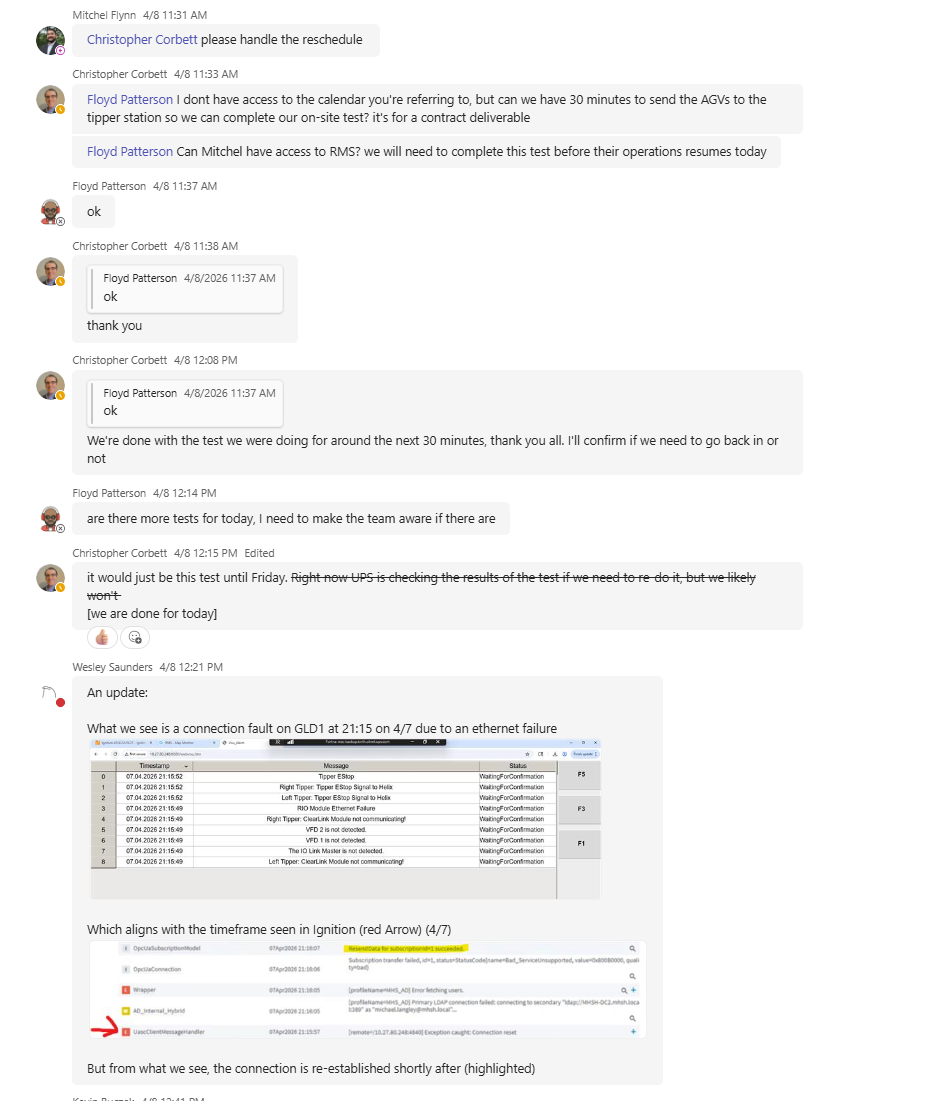 Mitchel Flynn 4/8 11:31 AM
Christopher Corbett please handle the reschedule
Christopher Corbett 4/8 11:33 AM
Floyd Patterson I dont have access to the calendar you're referring to, but can we have 30 minutes to send the AGVs to the
tipper station so we can complete our on-site test? it's for a contract deliverable
Floyd Patterson Can Mitchel have access to RMS? we will need to complete this test before their operations resumes today
Floyd Patterson 4/8 11:37 AM
ok
Christopher Corbett 4/8 11:38 AM
Floyd Patterson 4/8/2026 11:37 AM
ok
thank you
Christopher Corbett 4/8 12:08 PM
Floyd Patterson 4/8/2026 11:37 AM
ok
We're done with the test we were doing for around the next 30 minutes, thank you all. I'll confirm if we need to go back in or
not
Floyd Patterson 4/8 12:14 PM
are there more tests for today, I need to make the team aware if there are
Christopher Corbett 4/8 12:15 PM Edited
it would just be this test until Friday. Right now UPS is checking the results of the test if we need to re-do it, but we likely
won't
[we are done for today]
Wesley Saunders 4/8 12:21 PM
An update:
What we see is a connection fault on GLD1 at 21:15 on 4/7 due to an ethernet failure
Timestamp Message Status
0 07.04.2026 21:15:52 Tipper EStop WaitingForConfirmation
1 07.04.2026 21:15:52 Right Tipper: Tipper EStop Signal to Helix WaitingForConfirmation
2 07.04.2026 21:15:52 Left Tipper: Tipper EStop Signal to Helix WaitingForConfirmation
3 07.04.2026 21:15:49 RIO Module Ethernet Failure WaitingForConfirmation
4 07.04.2026 21:15:49 Right Tipper: ClearLink Module not communicating! WaitingForConfirmation
5 07.04.2026 21:15:49 VFD 2 is not detected. WaitingForConfirmation
6 07.04.2026 21:15:49 VFD 1 is not detected. WaitingForConfirmation
7 07.04.2026 21:15:49 The IO Link Master is not detected. WaitingForConfirmation
8 07.04.2026 21:15:49 Left Tipper: ClearLink Module not communicating! WaitingForConfirmation
F5
F3
F1
Which aligns with the timeframe seen in Ignition (red Arrow) (4/7)
OpcUaSubscriptionModel 07Apr2026 21:16:07 ResendData for subscriptionId=1 succeeded.
OpcUaConnection 07Apr2026 21:16:06 Subscription transfer failed, id=1, status=StatusCode{name=Bad_ServiceUnsupported, value=0x800B0000, quali
ty=bad}
Wrapper 07Apr2026 21:16:05 [profileName=MHS_AD] Error fetching users.
AD_Internal_Hybrid 07Apr2026 21:16:05 [profileName=MHS_AD] Primary LDAP connection failed: connecting to secondary "ldap://MHSH-DC2.mhsh.loca
l:389" as "michael.langley@mhsh.local"...
UascClientMessageHandler 07Apr2026 21:15:57 [remote=/10.27.80.248:4840] Exception caught: Connection reset
But from what we see, the connection is re-established shortly after (highlighted)